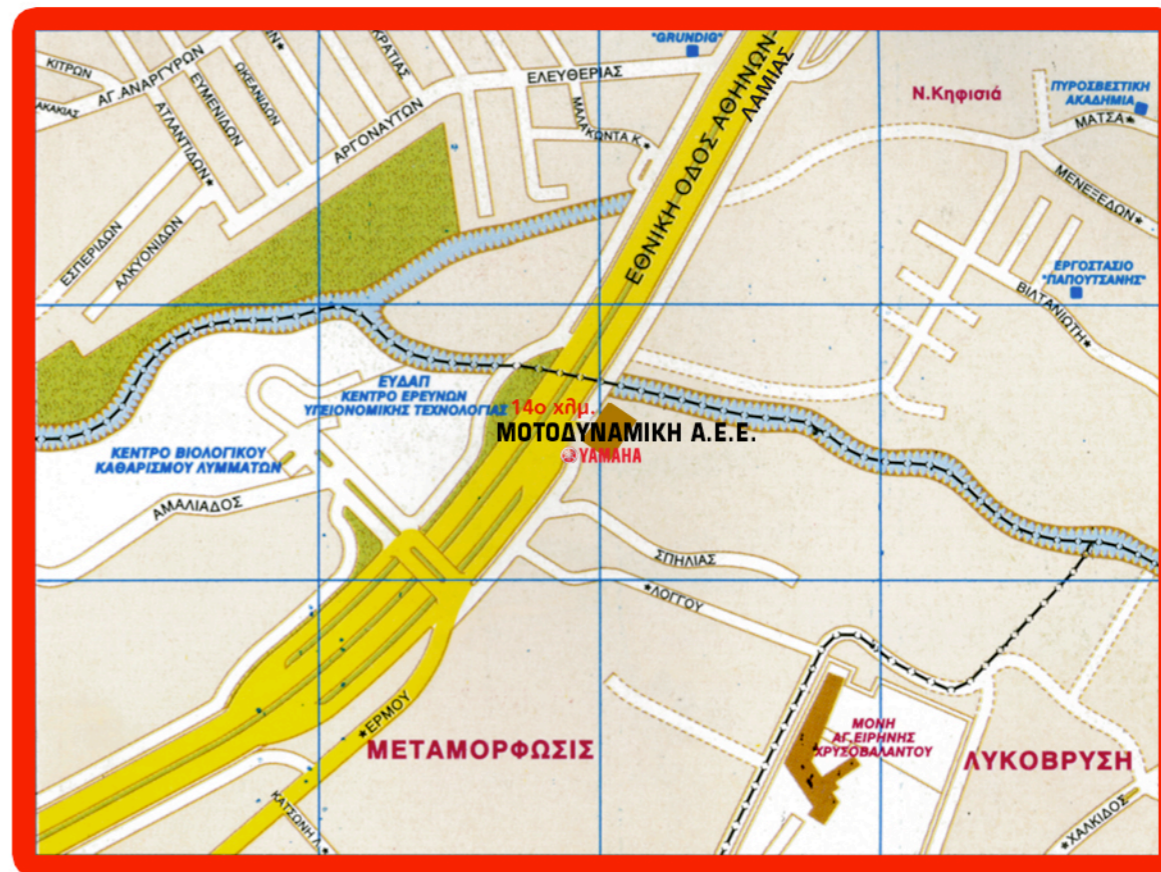 "GRUNDIG"
ΚΙΤΡΩΝ
ΑΓ.ΑΝΑΡΓΥΡΩΝ
ΩΚΕΑΝΙΔΩΝ
ΚΡΑΤΙΑΣ
ΕΛΕΥΘΕΡΙΑΣ
ΕΘΝΙΚΗ ΟΔΟΣ ΑΘΗΝΩΝ-
ΛΑΜΙΑΣ
Ν.Κηφισιά
ΠΥΡΟΣΒΕΣΤΙΚΗ
ΑΚΑΔΗΜΙΑ
ΜΑΤΣΑ*
ΑΚΑΚΙΑΣ
ΑΤΛΑΝΤΙΔΩΝ*
ΕΥΜΕΝΙΔΩΝ
ΑΡΓΟΝΑΥΤΩΝ
ΜΑΛΑΚΩΝΤΑ Κ.*
ΜΕΝΕΞΕΔΩΝ*
ΕΣΠΕΡΙΔΩΝ
ΑΛΚΥΟΝΙΔΩΝ
ΕΡΓΟΣΤΑΣΙΟ
"ΠΑΠΟΥΤΣΑΝΗΣ"
ΒΙΛΤΑΝΙΩΤΗ*
ΕΥΔΑΠ
ΚΕΝΤΡΟ ΕΡΕΥΝΩΝ
ΥΓΕΙΟΝΟΜΙΚΗΣ ΤΕΧΝΟΛΟΓΙΑΣ
14ο χλμ.
ΜΟΤΟΔΥΝΑΜΙΚΗ Α.Ε.Ε.
YAMAHA
ΚΕΝΤΡΟ ΒΙΟΛΟΓΙΚΟΥ
ΚΑΘΑΡΙΣΜΟΥ ΛΥΜΜΑΤΩΝ
ΑΜΑΛΙΑΔΟΣ
ΣΠΗΛΙΑΣ
*ΛΟΓΓΟΥ
*ΕΡΜΟΥ
ΜΕΤΑΜΟΡΦΩΣΙΣ
ΜΟΝΗ
ΑΓ.ΕΙΡΗΝΗΣ
ΧΡΥΣΟΒΑΛΑΝΤΟΥ
ΛΥΚΟΒΡΥΣΗ
ΚΑΤΣΩΝΗ Λ.*
*ΧΑΛΚΙΔΟΣ